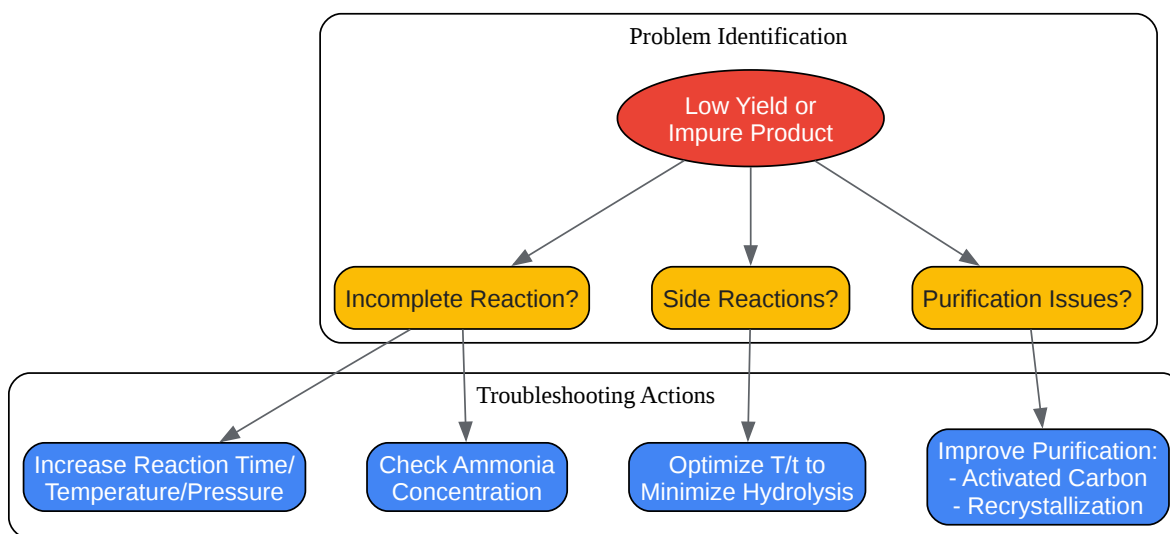 Problem Identification
Low Yield or
Impure Product
Incomplete Reaction?
Side Reactions?
Purification Issues?
Troubleshooting Actions
Increase Reaction Time/
Temperature/Pressure
Check Ammonia
Concentration
Optimize T/t to
Minimize Hydrolysis
Improve Purification:
- Activated Carbon
- Recrystallization